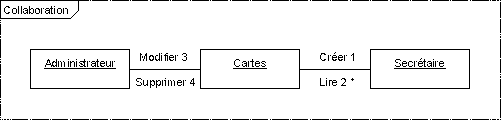 Collaboration
Modifier 3
Créer 1
Administrateur
Cartes
Secrétaire
Supprimer 4
Lire 2 *